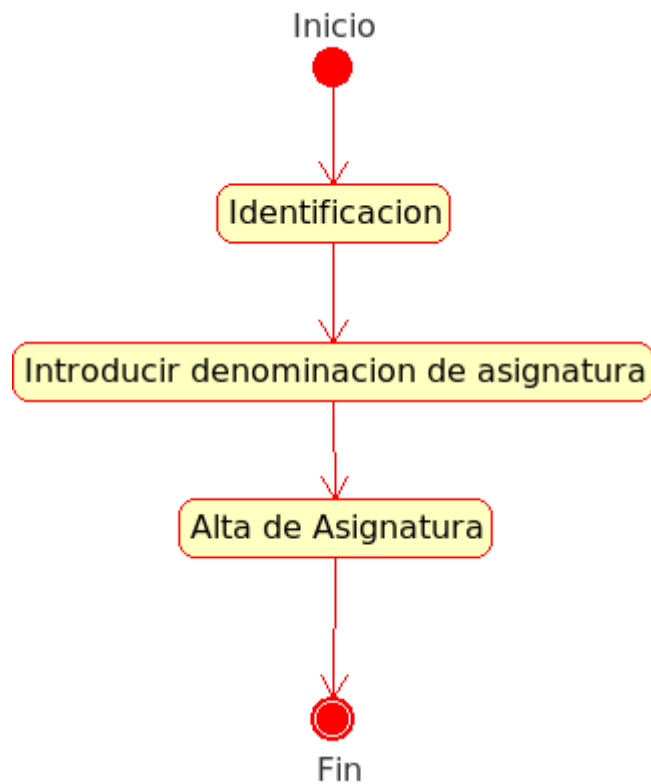 Inicio
Identificacion
Introducir denominacion de asignatura
Alta de Asignatura
Fin